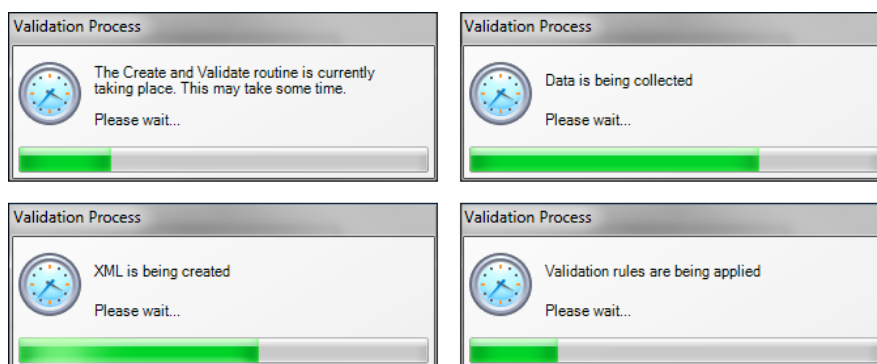 Validation Process
The Create and Validate routine is currently
taking place. This may take some time.
Please wait...
Validation Process
Data is being collected
Please wait...
Validation Process
XML is being created
Please wait...
Validation Process
Validation rules are being applied
Please wait...